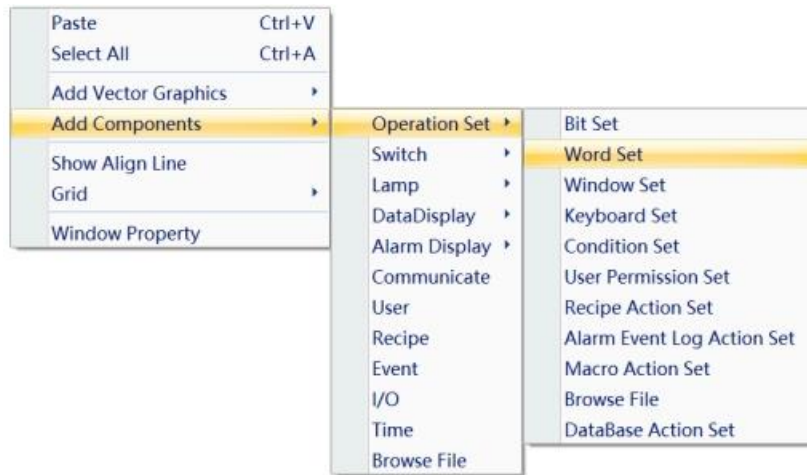 Paste Ctrl+V
Select All Ctrl+A
Add Vector Graphics
Add Components
Show Align Line
Grid
Window Property
Operation Set
Switch
Lamp
DataDisplay
Alarm Display
Communicate
User
Recipe
Event
I/O
Time
Browse File
Bit Set
Word Set
Window Set
Keyboard Set
Condition Set
User Permission Set
Recipe Action Set
Alarm Event Log Action Set
Macro Action Set
Browse File
DataBase Action Set